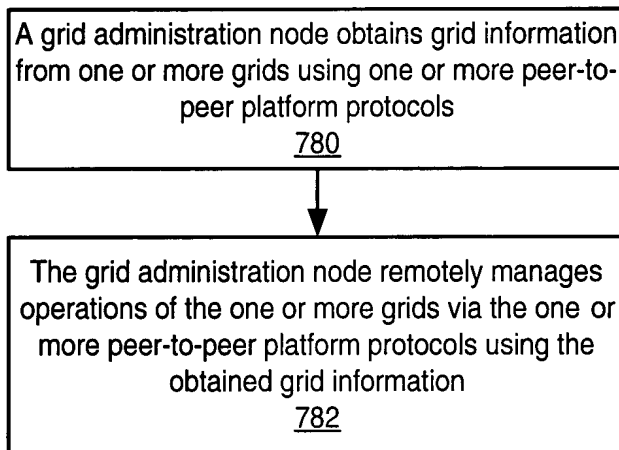 A grid administration node obtains grid information
from one or more grids using one or more peer-to-
peer platform protocols
780
The grid administration node remotely manages
operations of the one or more grids via the one or
more peer-to-peer platform protocols using the
obtained grid information
782